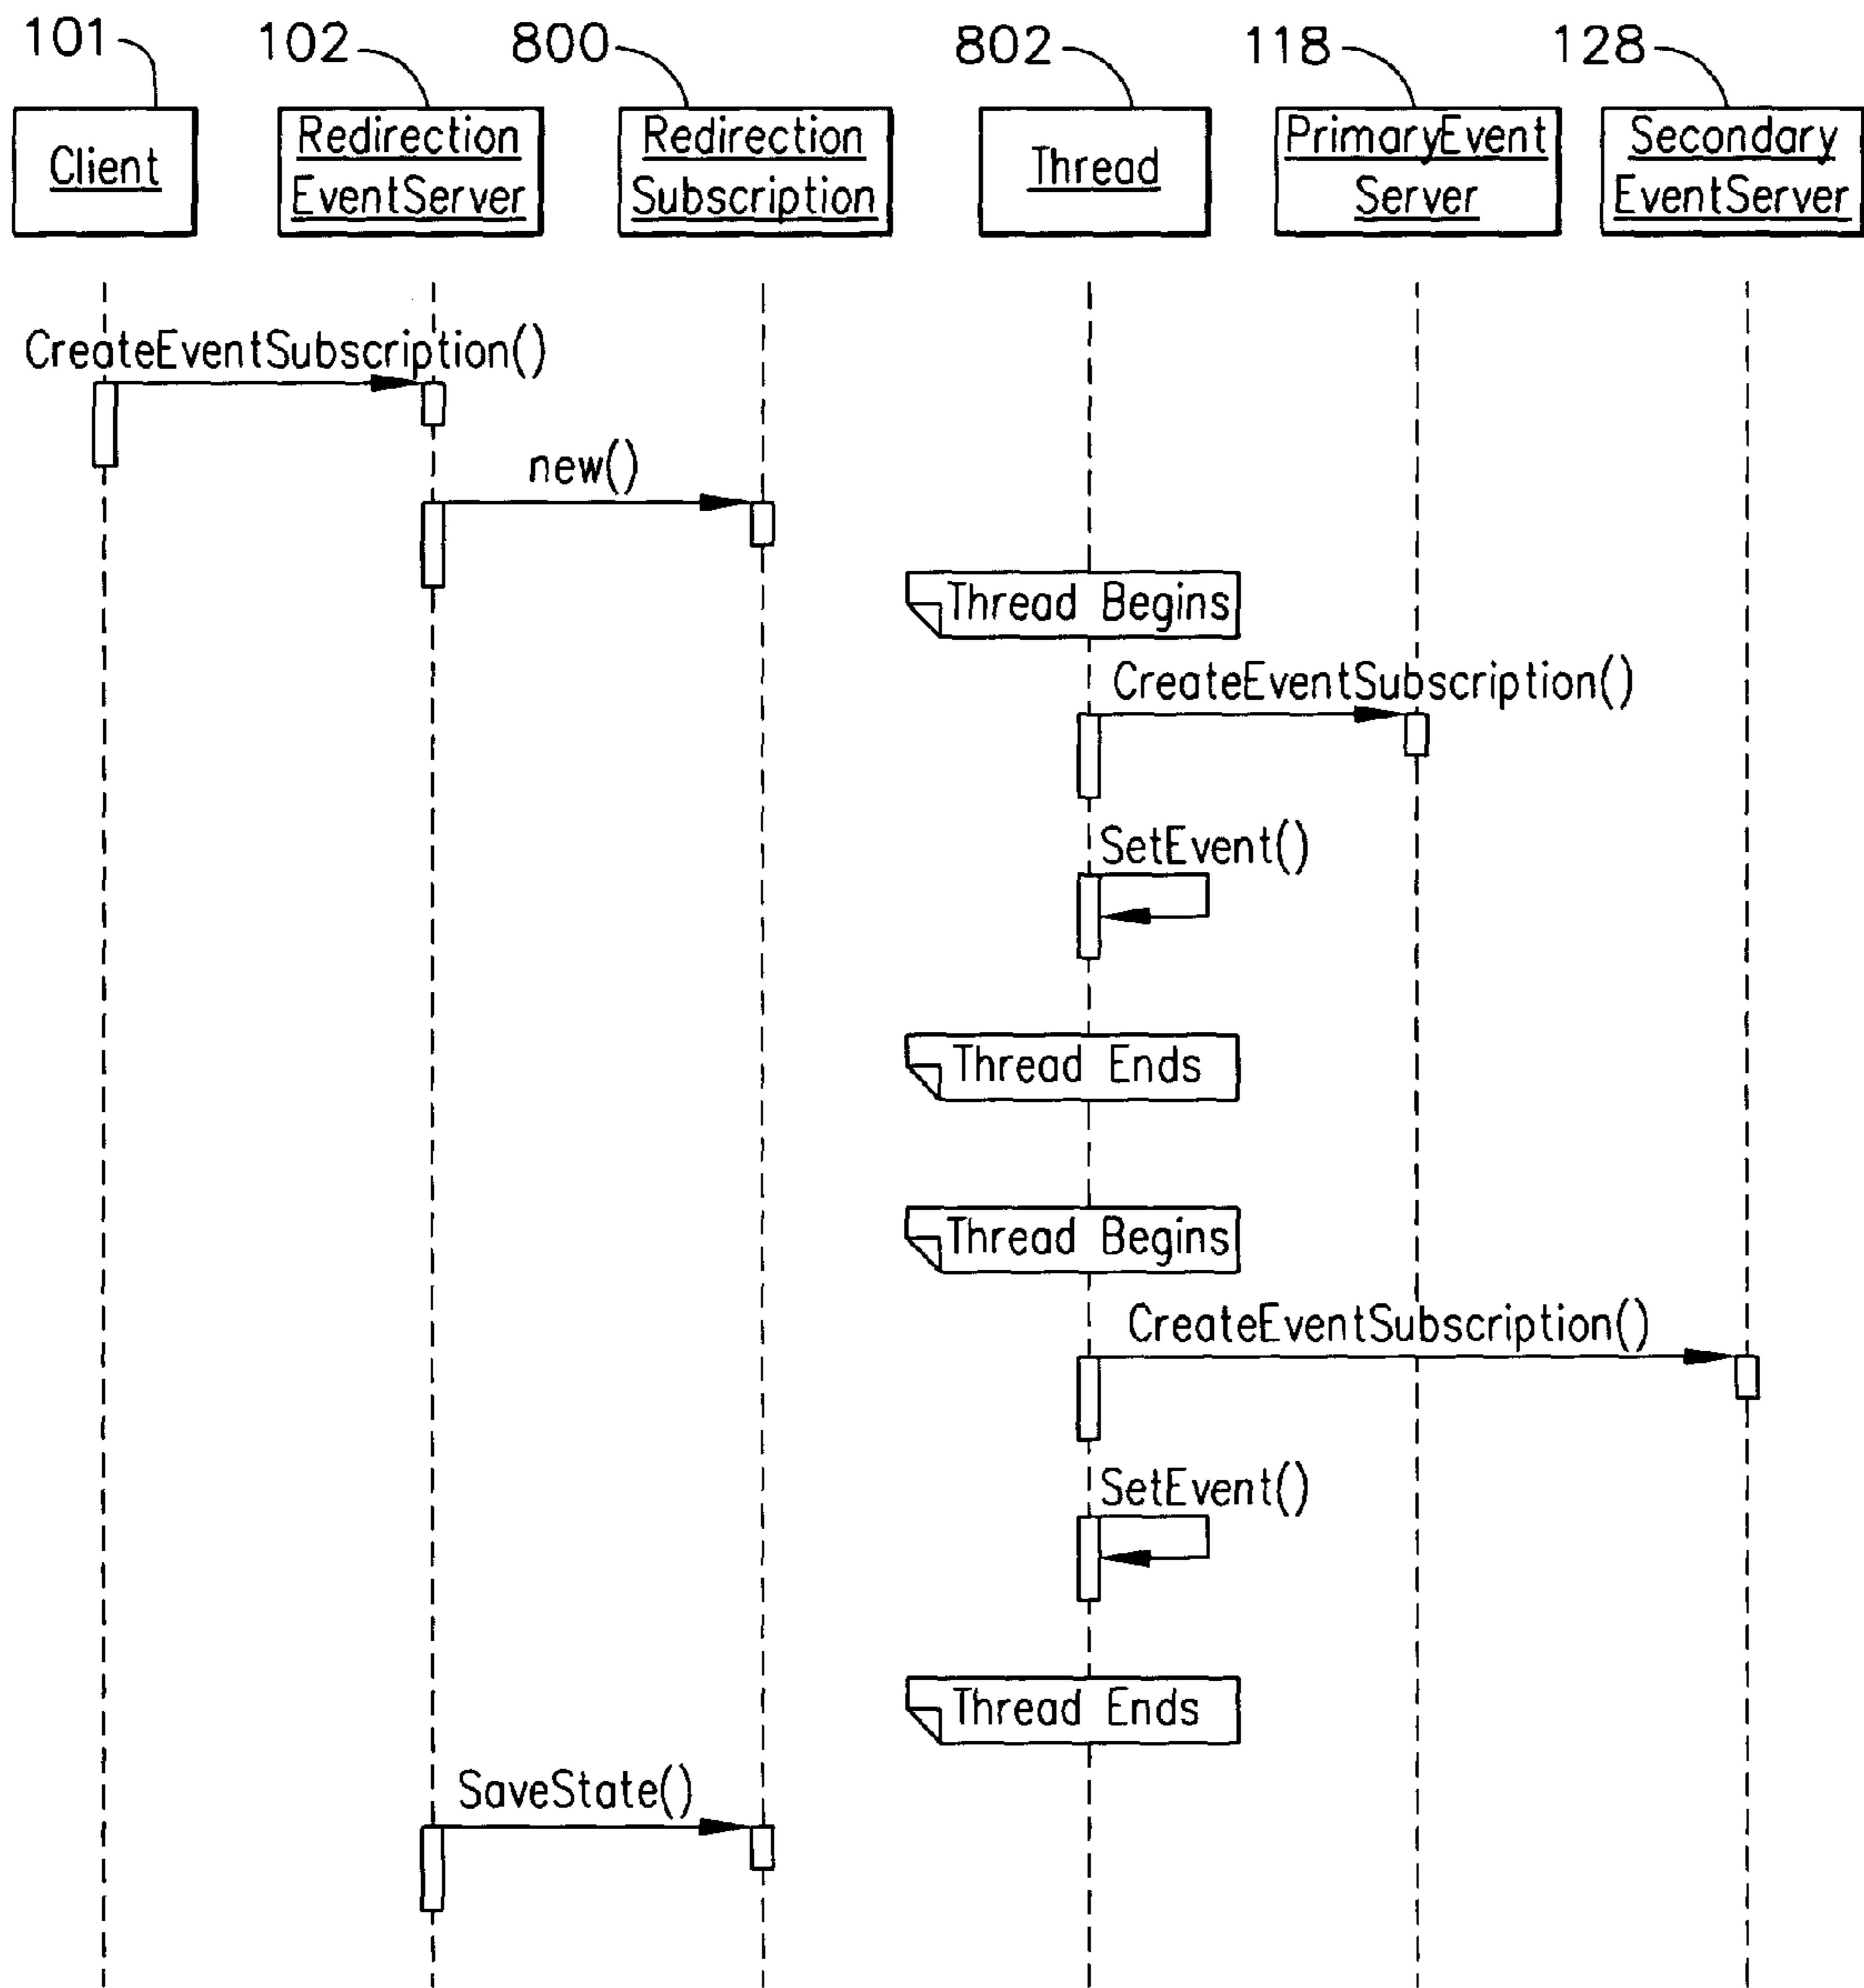 101 102 800 802 118 128
Client
Redirection
EventServer
Redirection
Subscription
Thread
PrimaryEvent
Server
Secondary
EventServer
CreateEventSubscription()
new()
Thread Begins
CreateEventSubscription()
SetEvent()
Thread Ends
Thread Begins
CreateEventSubscription()
SetEvent()
Thread Ends
SaveState()